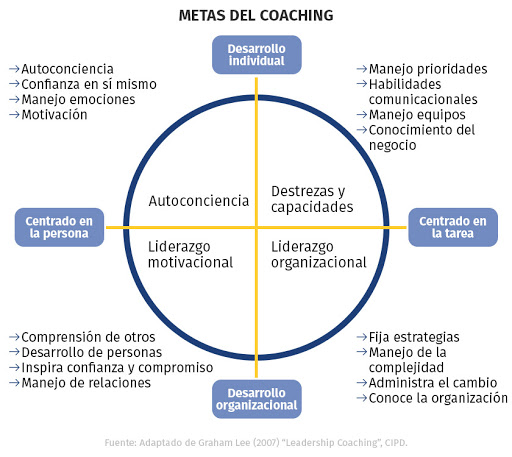 METAS DEL COACHING
Desarrollo
individual
→Autoconciencia
→Confianza en sí mismo
→Manejo emociones
→Motivación
→Manejo prioridades
→Habilidades
comunicacionales
→Manejo equipos
→Conocimiento del
negocio
Autoconciencia
Destrezas y
capacidades
Centrado en
la persona
Centrado en
la tarea
Liderazgo
motivacional
Liderazgo
organizacional
→Comprensión de otros
→Desarrollo de personas
→Inspira confianza y compromiso
→Manejo de relaciones
→Fija estrategias
→Manejo de la
complejidad
→Administra el cambio
→Conoce la organización
Desarrollo
organizacional
Fuente: Adaptado de Graham Lee (2007) “Leadership Coaching”, CIPD.